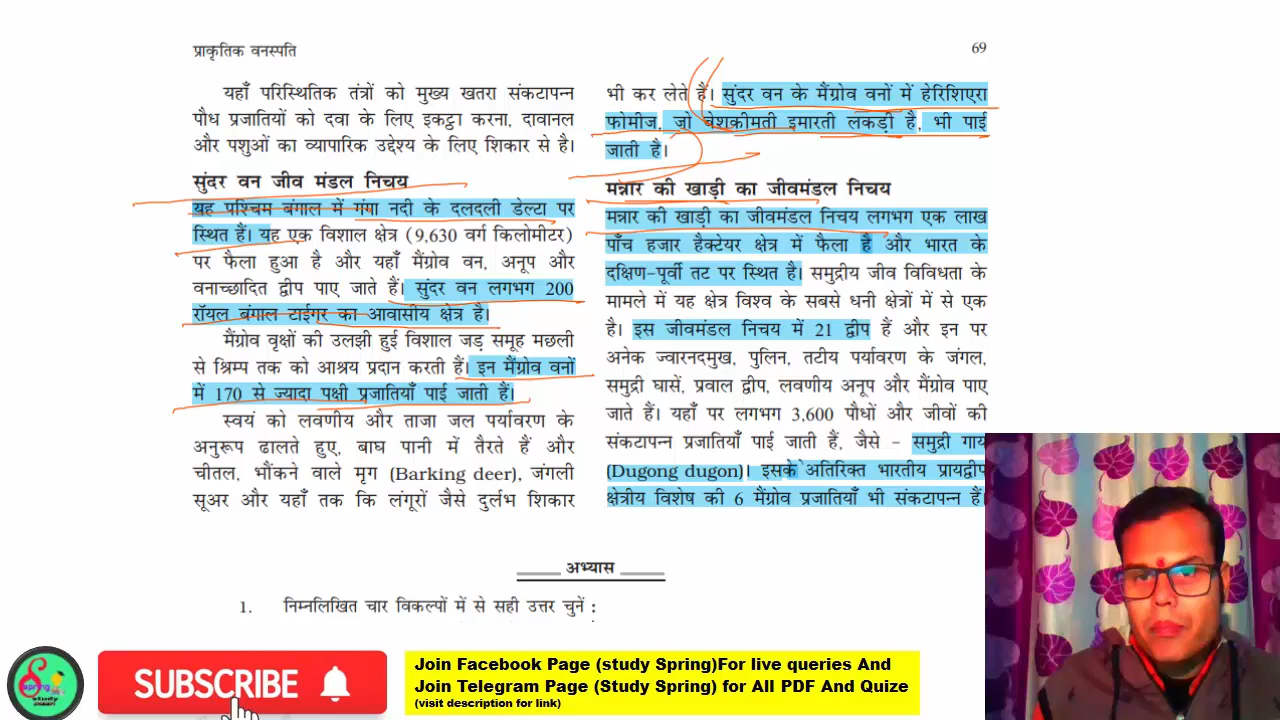 प्राकृतिक वनस्पति
69
यहाँ परिस्थितिक तंत्रों को मुख्य खतरा संकटापन्न
पौध प्रजातियों को दवा के लिए इकट्ठा करना, दावानल
और पशुओं का व्यापारिक उद्देश्य के लिए शिकार से है।
सुंदर वन जीव मंडल निचय
यह पश्चिम बंगाल में गंगा नदी के दलदली डेल्टा पर
स्थित है। यह एक विशाल क्षेत्र (9,630 वर्ग किलोमीटर)
पर फैला हुआ है और यहाँ मैंग्रोव वन, अनूप और
वनाच्छादित द्वीप पाए जाते हैं। सुंदर वन लगभग 200
रॉयल बंगाल टाईगर का आवासीय क्षेत्र है।
मैंग्रोव वृक्षों की उलझी हुई विशाल जड़ समूह मछली
से श्रिम्प तक को आश्रय प्रदान करती हैं। इन मैंग्रोव वनों
में 170 से ज्यादा पक्षी प्रजातियाँ पाई जाती हैं।
स्वयं को लवणीय और ताजा जल पर्यावरण के
अनुरूप ढालते हुए, बाघ पानी में तैरते हैं और
चीतल, भौंकने वाले मृग (Barking deer), जंगली
सूअर और यहाँ तक कि लंगूरों जैसे दुर्लभ शिकार
भी कर लेते हैं। सुंदर वन के मैंग्रोव वनों में हेरिशिएरा
फोमीज, जो बेशकीमती इमारती लकड़ी है, भी पाई
जाती है।
मन्नार की खाड़ी का जीवमंडल निचय
मन्नार की खाड़ी का जीवमंडल निचय लगभग एक लाख
पाँच हजार हैक्टेयर क्षेत्र में फैला है और भारत के
दक्षिण-पूर्वी तट पर स्थित है। समुद्रीय जीव विविधता के
मामले में यह क्षेत्र विश्व के सबसे धनी क्षेत्रों में से एक
है। इस जीवमंडल निचय में 21 द्वीप हैं और इन पर
अनेक ज्वारनदमुख, पुलिन, तटीय पर्यावरण के जंगल,
समुद्री घासें, प्रवाल द्वीप, लवणीय अनूप और मैंग्रोव पाए
जाते हैं। यहाँ पर लगभग 3,600 पौधों और जीवों की
संकटापन्न प्रजातियाँ पाई जाती हैं, जैसे – समुद्री गाय
(Dugong dugon)। इसके अतिरिक्त भारतीय प्रायद्वीप
क्षेत्रीय विशेष की 6 मैंग्रोव प्रजातियाँ भी संकटापन्न हैं।
अभ्यास
1. निम्नलिखित चार विकल्पों में से सही उत्तर चुनें :
Spring
study
SUBSCRIBE
Join Facebook Page (study Spring)For live queries And
Join Telegram Page (Study Spring) for All PDF And Quize
(visit description for link)